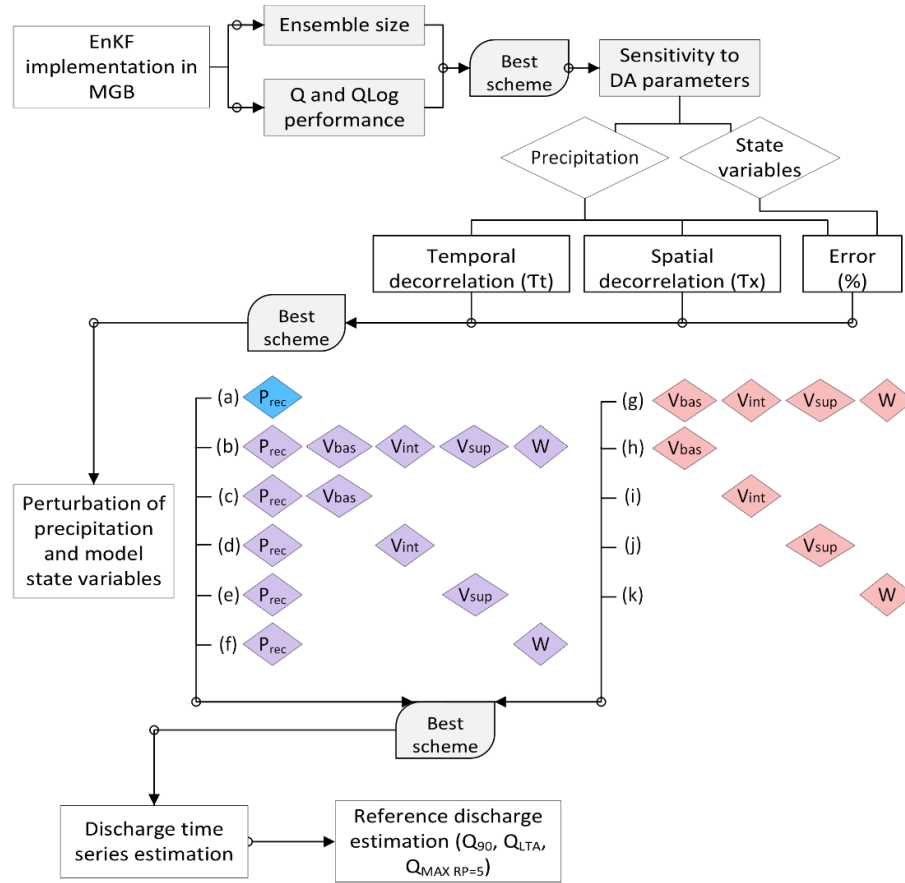 EnKF
implementation in
MGB
Ensemble size
Q and QLog
performance
Best
scheme
Sensitivity to
DA parameters
Precipitation
State
variables
Temporal
decorrelation (Ƭt)
Spatial
decorrelation (Ƭx)
Error
(%)
Best
scheme
Perturbation of
precipitation
and model
state variables
(a) Prec
(b) Prec Vbas Vint Vsup W
(c) Prec Vbas
(d) Prec Vint
(e) Prec Vsup
(f) Prec W
(g) Vbas Vint Vsup W
(h) Vbas
(i) Vint
(j) Vsup
(k) W
Best
scheme
Discharge time
series estimation
Reference discharge
estimation (Q90, QLTA,
QMAX RP=5)